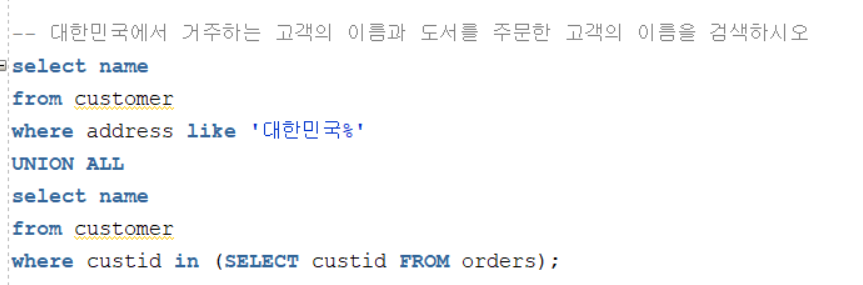 -- 대한민국에서 거주하는 고객의 이름과 도서를 주문한 고객의 이름을 검색하시오
select name
from customer
where address like '대한민국%'
UNION ALL
select name
from customer
where custid in (SELECT custid FROM orders);